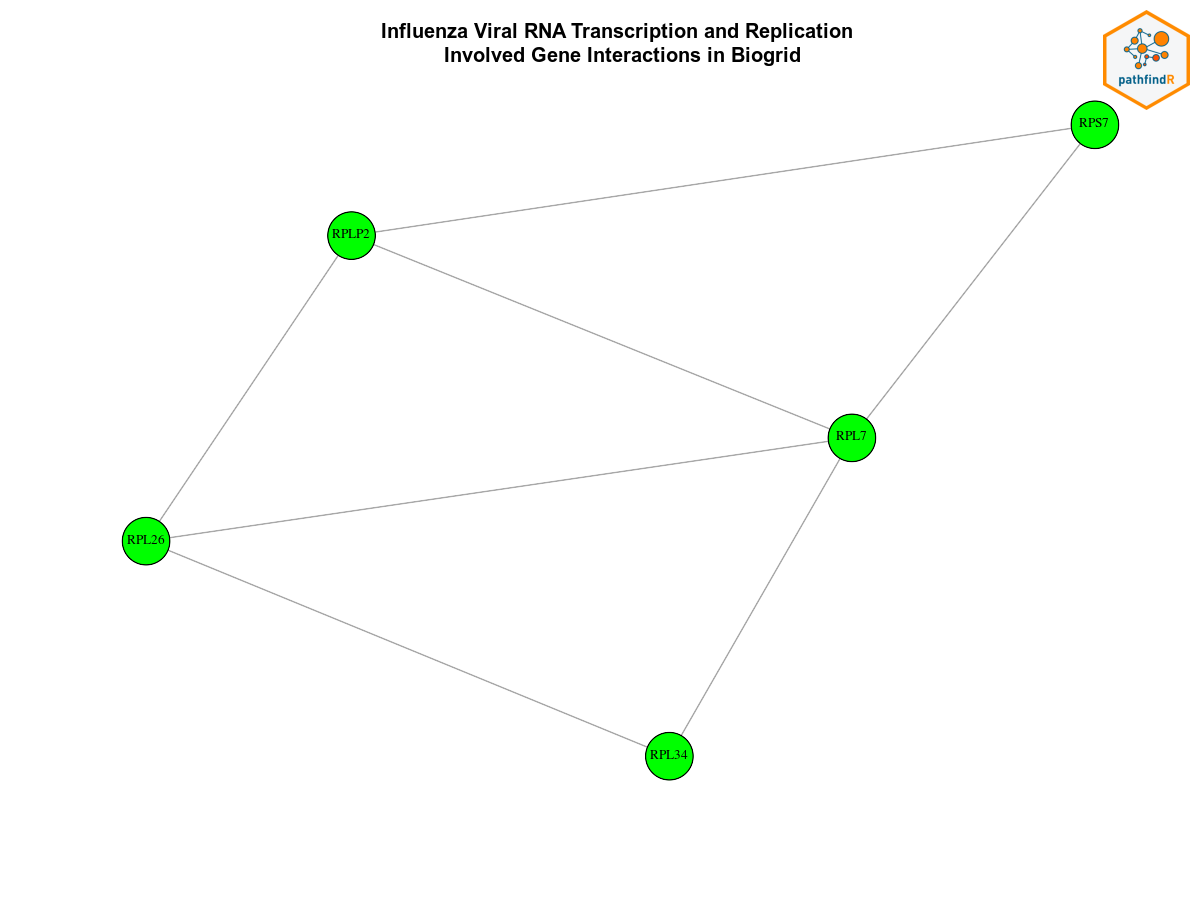 Influenza Viral RNA Transcription and Replication
Involved Gene Interactions in Biogrid
pathfindR
RPS7
RPLP2
RPL7
RPL26
RPL34